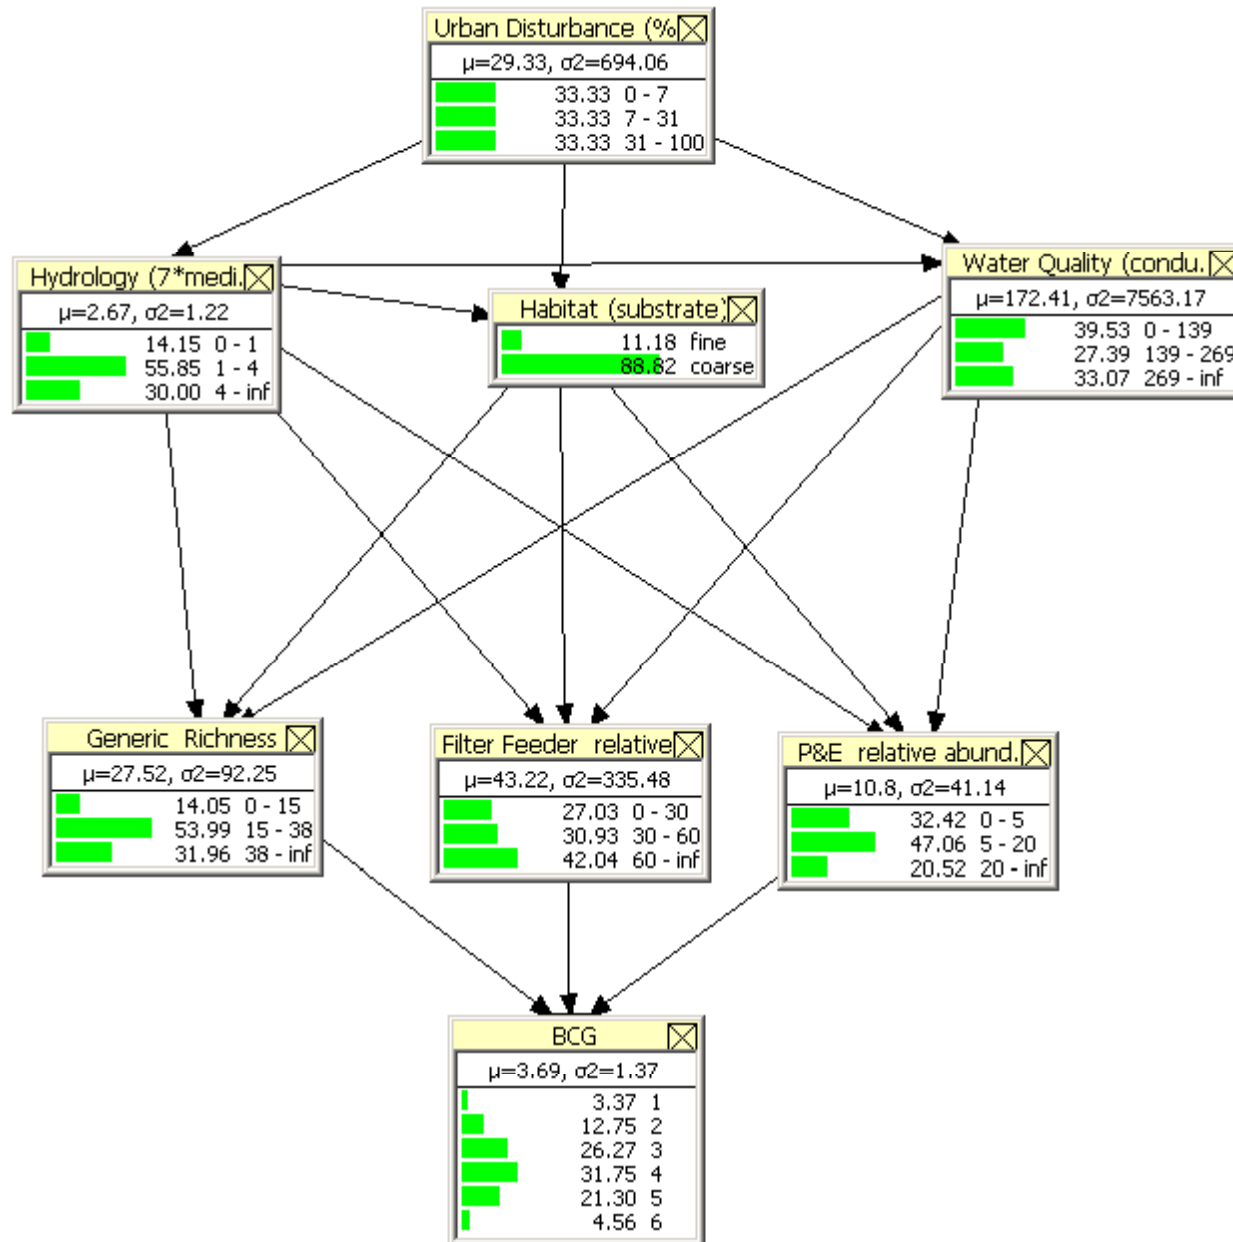 Urban Disturbance (%
μ=29.33, σ2=694.06
33.33 0 - 7
33.33 7 - 31
33.33 31 - 100
Hydrology (7*medi.
μ=2.67, σ2=1.22
14.15 0 - 1
55.85 1 - 4
30.00 4 - inf
Habitat (substrate)
11.18 fine
88.82 coarse
Water Quality (condu.
μ=172.41, σ2=7563.17
39.53 0 - 139
27.39 139 - 269
33.07 269 - inf
Generic Richness
μ=27.52, σ2=92.25
14.05 0 - 15
53.99 15 - 38
31.96 38 - inf
Filter Feeder relative
μ=43.22, σ2=335.48
27.03 0 - 30
30.93 30 - 60
42.04 60 - inf
P&E relative abund.
μ=10.8, σ2=41.14
32.42 0 - 5
47.06 5 - 20
20.52 20 - inf
BCG
μ=3.69, σ2=1.37
3.37 1
12.75 2
26.27 3
31.75 4
21.30 5
4.56 6